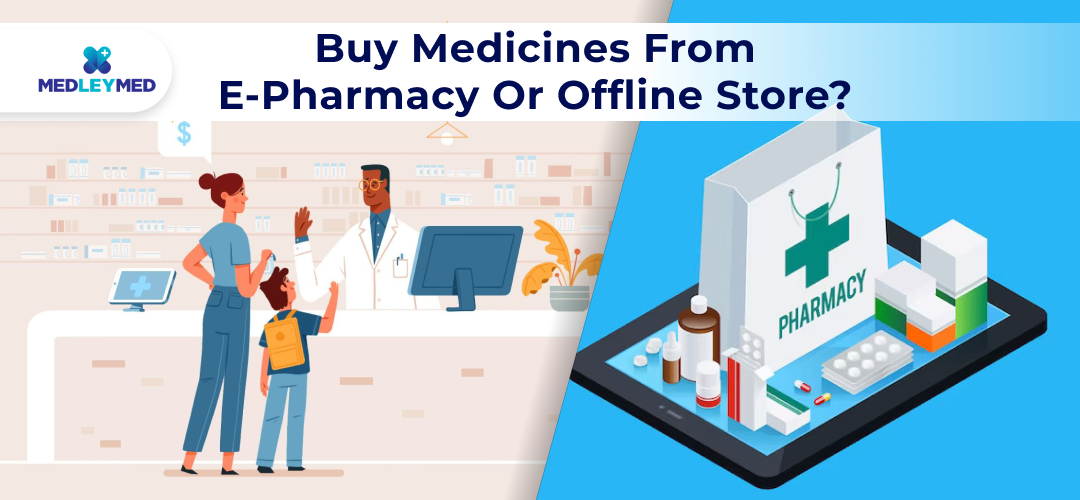 Buy Medicines From
E-Pharmacy Or Offline Store?
MEDLEYMED
$
PHARMACY